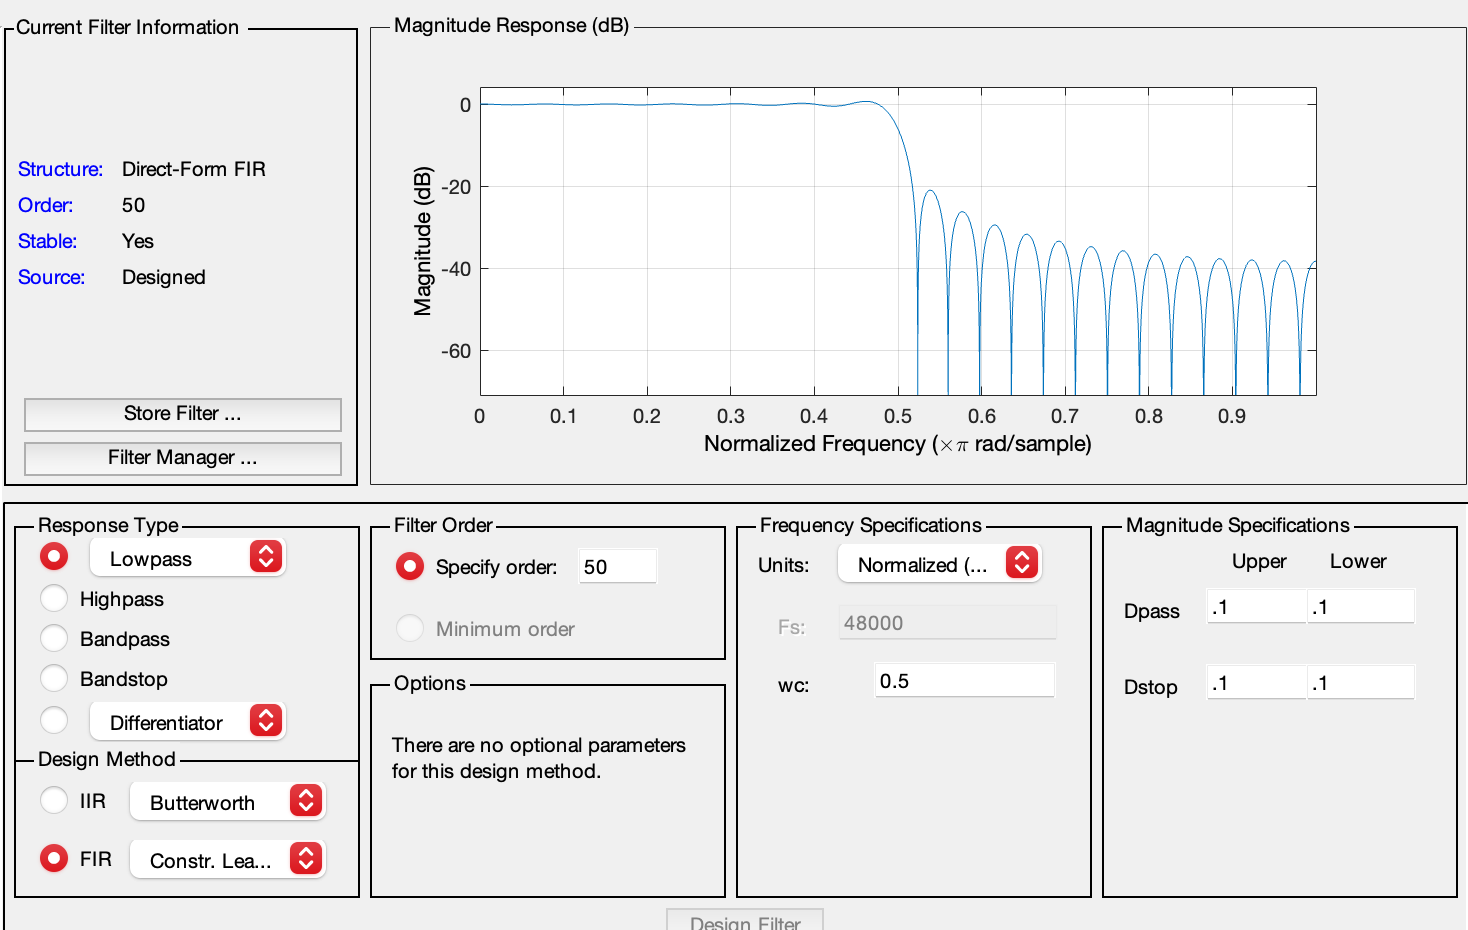 Current Filter Information
Structure: Direct-Form FIR
Order: 50
Stable: Yes
Source: Designed
Store Filter ...
Filter Manager ...
Magnitude Response (dB)
0
-20
-40
-60
Magnitude (dB)
0 0.1 0.2 0.3 0.4 0.5 0.6 0.7 0.8 0.9
Normalized Frequency (×π rad/sample)
Response Type
Lowpass
Highpass
Bandpass
Bandstop
Differentiator
Design Method
IIR Butterworth
FIR Constr. Lea...
Filter Order
Specify order: 50
Minimum order
Options
There are no optional parameters
for this design method.
Frequency Specifications
Units: Normalized (...
Fs: 48000
wc: 0.5
Magnitude Specifications
Upper Lower
Dpass .1 .1
Dstop .1 .1
Design Filter